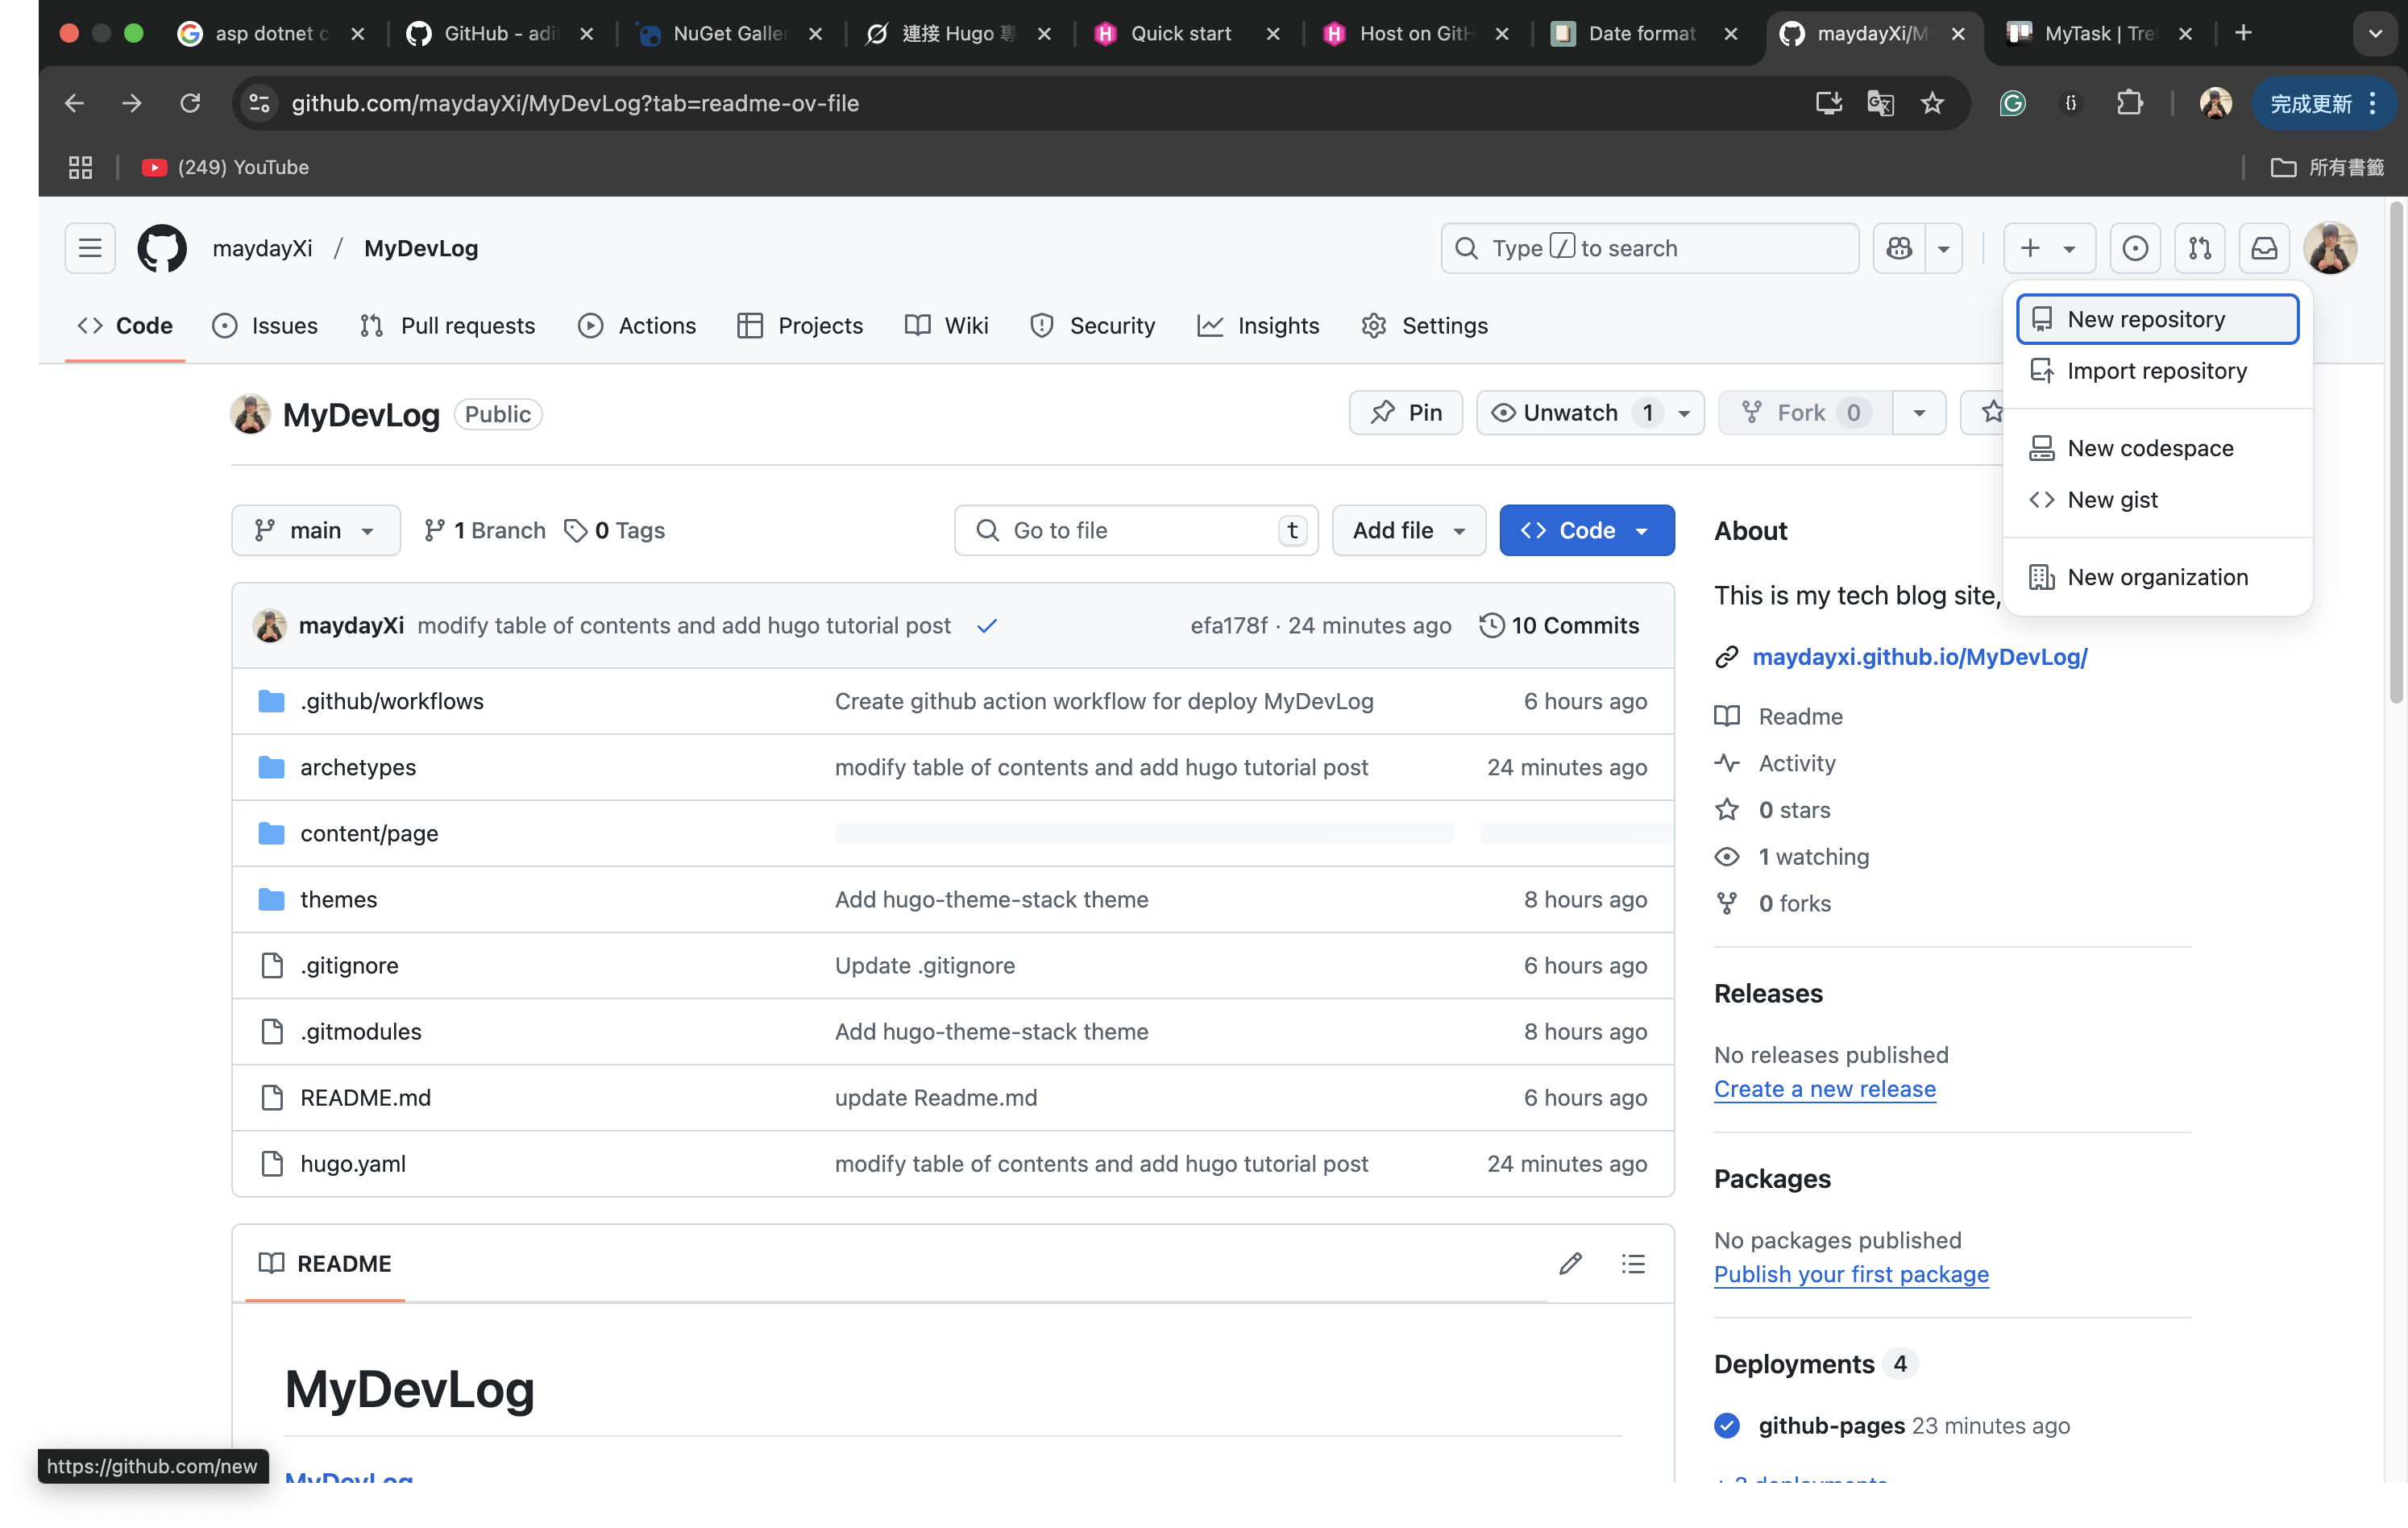 asp dotnet c
GitHub - adi
NuGet Galler
連接 Hugo 專
Quick start
Host on GitH
Date format
maydayXi/M
MyTask | Tre
github.com/maydayXi/MyDevLog?tab=readme-ov-file
完成更新
(249) YouTube
所有書籤
maydayXi / MyDevLog
Type / to search
Code
Issues
Pull requests
Actions
Projects
Wiki
Security
Insights
Settings
New repository
Import repository
New codespace
New gist
New organization
MyDevLog Public
Pin
Unwatch 1
Fork 0
main
1 Branch
0 Tags
Go to file t
Add file
Code
maydayXi modify table of contents and add hugo tutorial post efa178f · 24 minutes ago 10 Commits
.github/workflows Create github action workflow for deploy MyDevLog 6 hours ago
archetypes modify table of contents and add hugo tutorial post 24 minutes ago
content/page
themes Add hugo-theme-stack theme 8 hours ago
.gitignore Update .gitignore 6 hours ago
.gitmodules Add hugo-theme-stack theme 8 hours ago
README.md update Readme.md 6 hours ago
hugo.yaml modify table of contents and add hugo tutorial post 24 minutes ago
README
MyDevLog
MyDevLog
About
This is my tech blog site,
maydayxi.github.io/MyDevLog/
Readme
Activity
0 stars
1 watching
0 forks
Releases
No releases published
Create a new release
Packages
No packages published
Publish your first package
Deployments 4
github-pages 23 minutes ago
+ 3 deployments
https://github.com/new